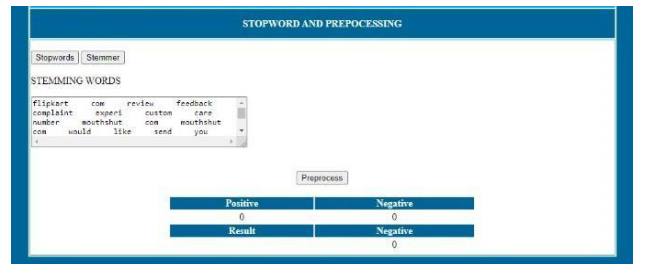 STOPWORD AND PREPOCESSING
Stopwords Stemmer
STEMMING WORDS
flipkart com review feedback
complaint experi custom care
number mouthshut com mouthshut
com would like send you
Preprocess
Positive Negative
0 0
Result Negative
0